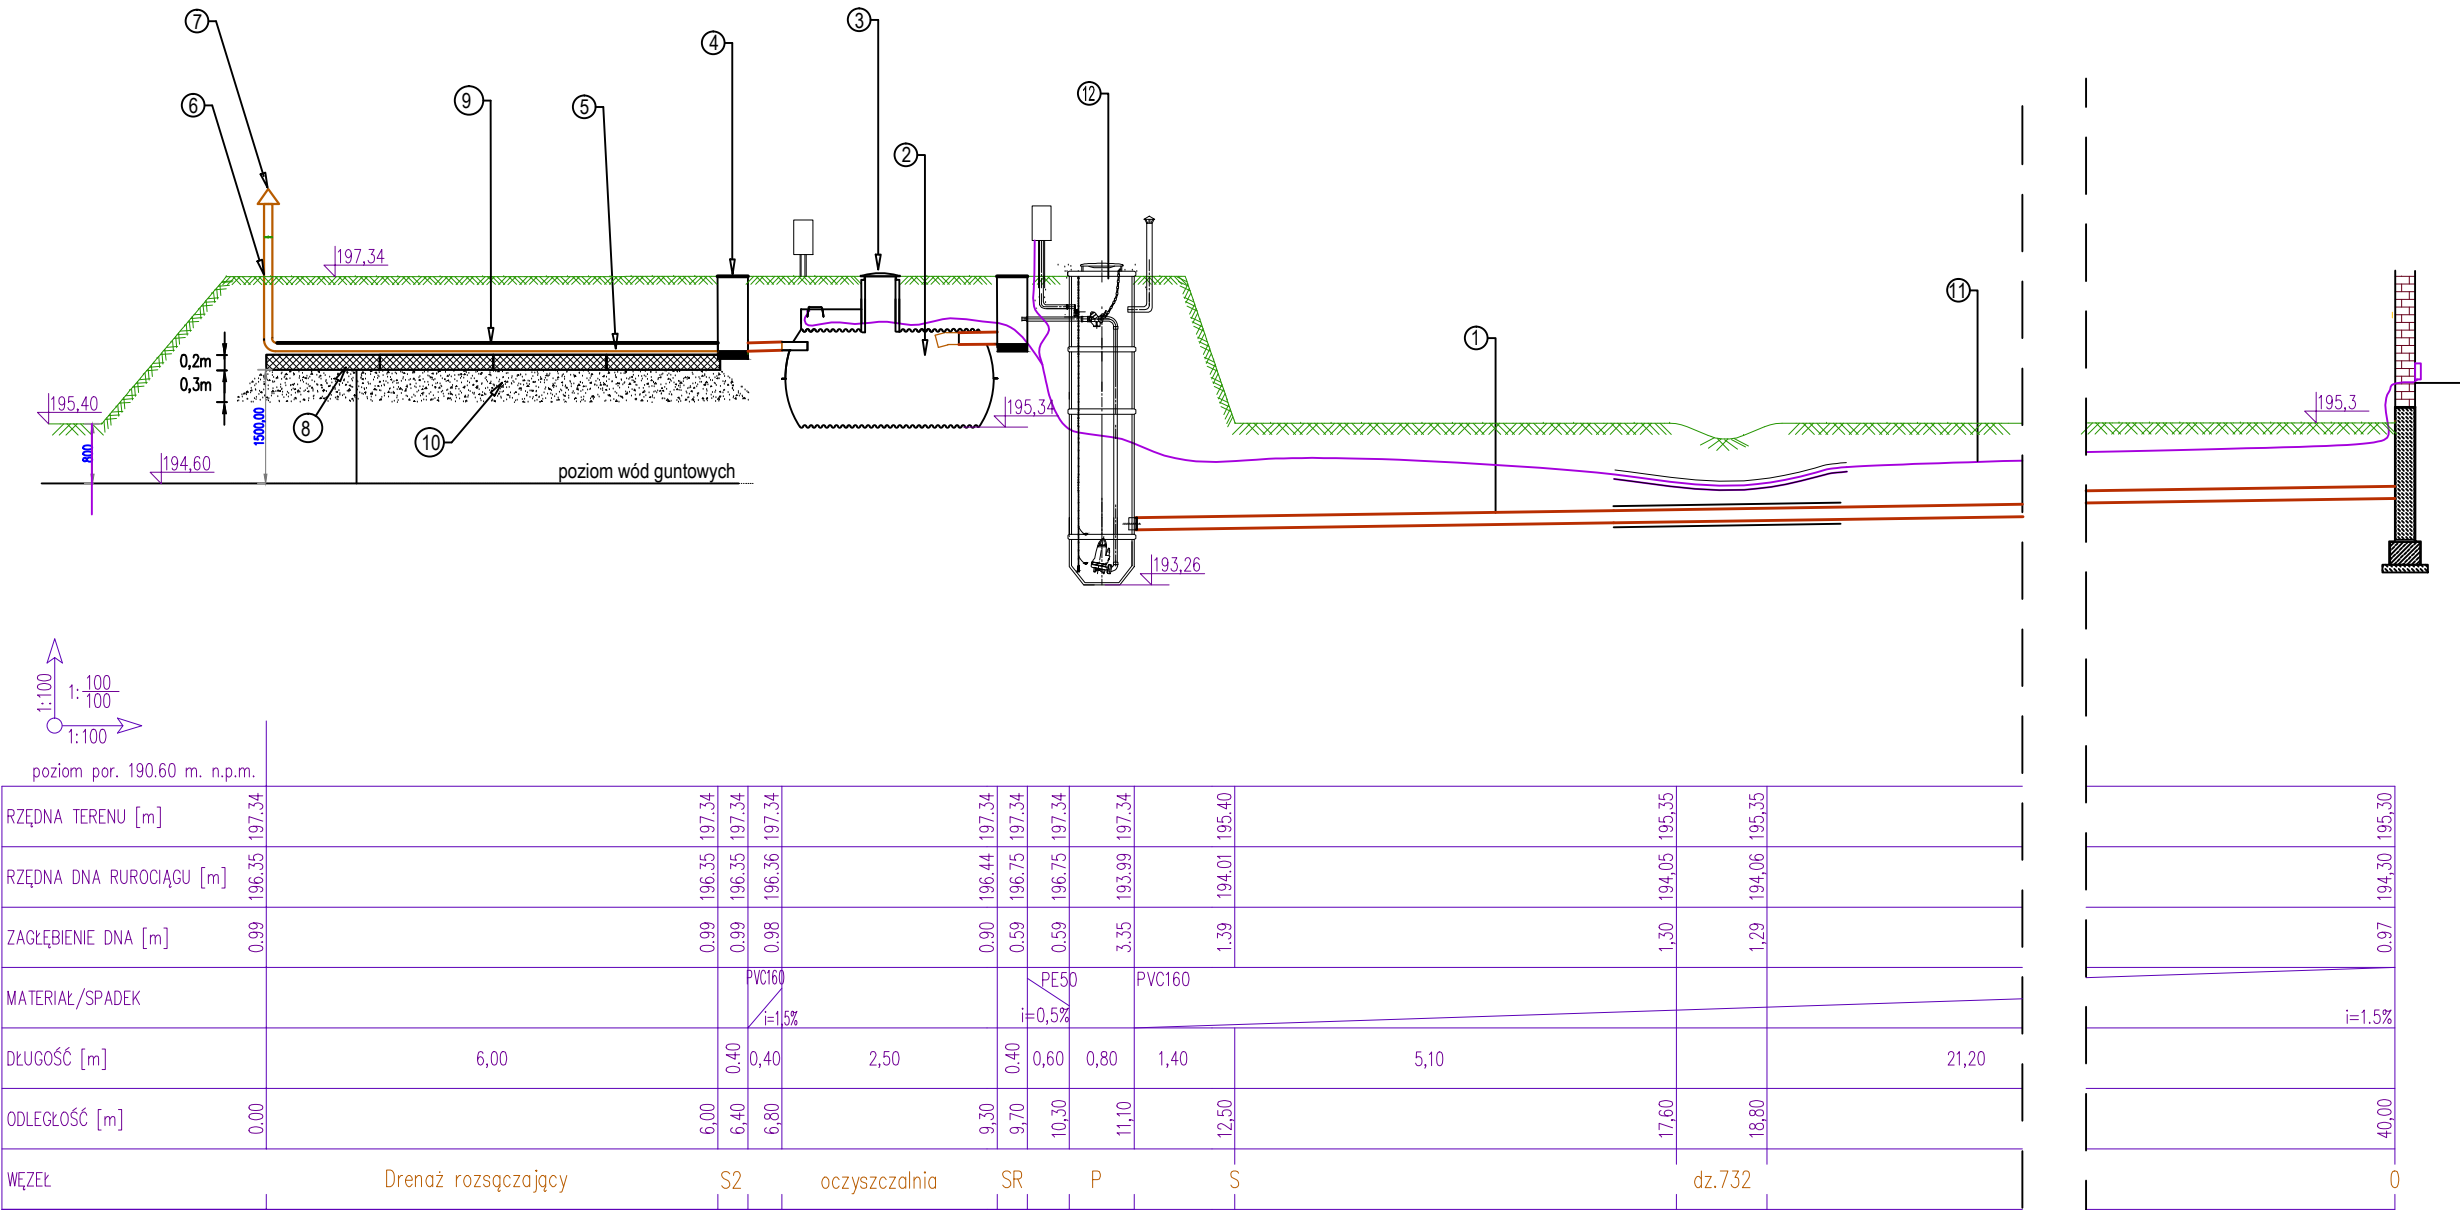 7
3
4
12
6
9
5
2
197,34
11
1
0,2m
0,3m
195,40
195,34
195,3
8
1500,00
10
800
194,60
poziom wód guntowych
193,26
1:100
1: 100
100
1:100
poziom por. 190.60 m. n.p.m.
RZĘDNA TERENU [m] 197.34 197.34 197.34 197.34 197.34 197.34 197.34 197.34 195.40 195,35 195,35 195,30
RZĘDNA DNA RUROCIĄGU [m] 196.35 196.35 196.35 196.36 196.44 196.75 196.75 193.99 194.01 194,05 194,06 194,30
ZAGŁĘBIENIE DNA [m] 0.99 0.99 0.99 0.98 0.90 0.59 0.59 3.35 1.39 1,30 1,29 0.97
PVC160 PE50 PVC160
MATERIAŁ/SPADEK
i=1,5% i=0,5% i=1.5%
DŁUGOŚĆ [m] 6,00 0.40 0,40 2,50 0.40 0,60 0,80 1,40 5,10 21,20
ODLEGŁOŚĆ [m] 0.00 6,00 6,40 6,80 9,30 9,70 10,30 11,10 12,50 17,60 18,80 40,00
WĘZEŁ Drenaż rozsączający S2 oczyszczalnia SR P S dz.732 0